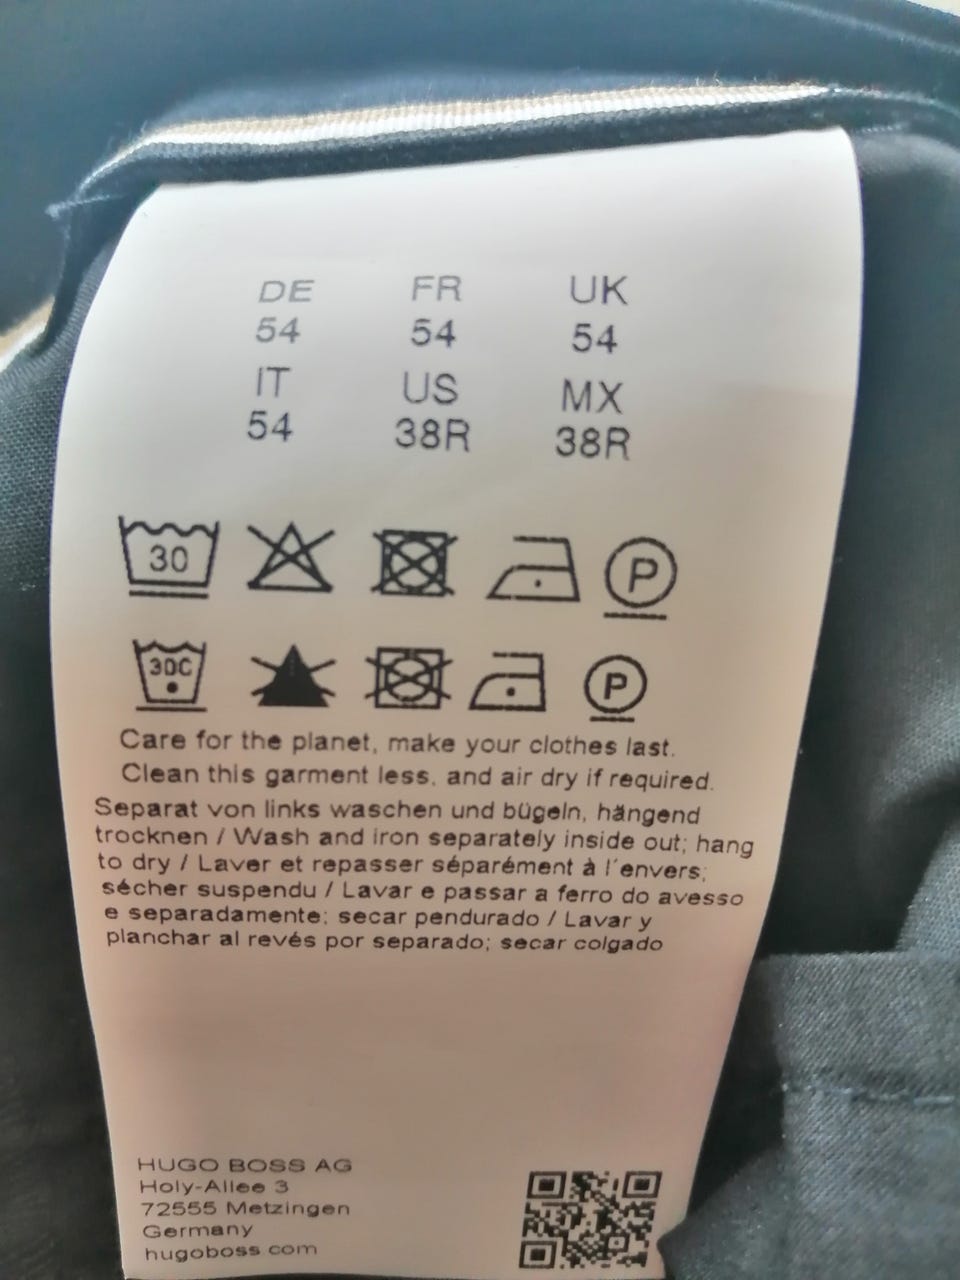 DE FR UK
54 54 54
IT US MX
54 38R 38R
30 P
30C P
Care for the planet, make your clothes last.
Clean this garment less, and air dry if required.
Separat von links waschen und bügeln, hängend
trocknen / Wash and iron separately inside out; hang
to dry / Laver et repasser séparément à l'envers;
sécher suspendu / Lavar e passar a ferro do avesso
e separadamente; secar pendurado / Lavar y
planchar al revés por separado; secar colgado
HUGO BOSS AG
Holy-Allee 3
72555 Metzingen
Germany
hugoboss.com